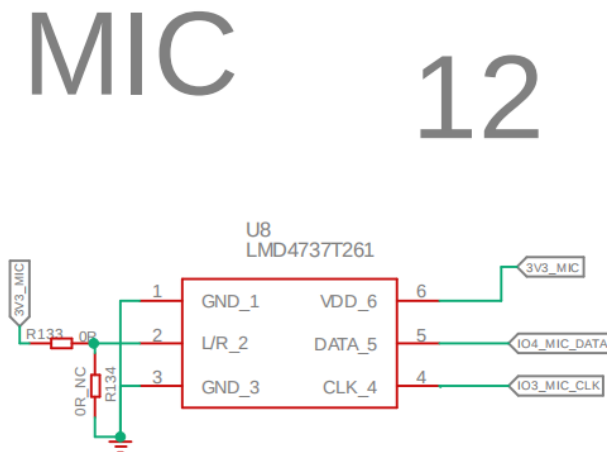 MIC
12
U8
LMD4737T261
3V3_MIC
1 GND_1 VDD_6 6 3V3_MIC
R133 0R 2 L/R_2 DATA_5 5 IO4_MIC_DATA
3 GND_3 CLK_4 4 IO3_MIC_CLK
0R_NC R134